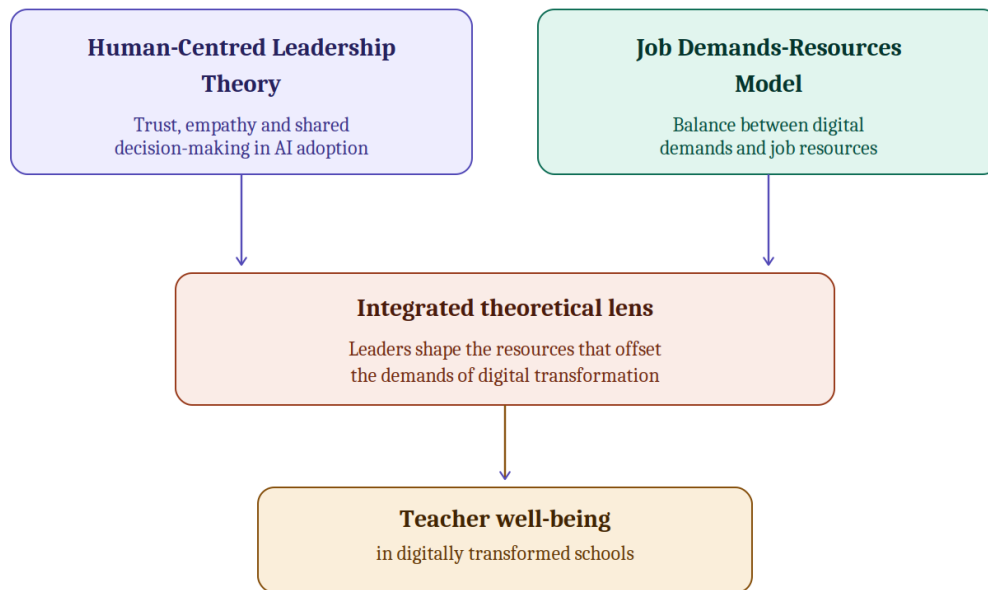 Human-Centred Leadership
Theory
Trust, empathy and shared
decision-making in AI adoption
Job Demands-Resources
Model
Balance between digital
demands and job resources
Integrated theoretical lens
Leaders shape the resources that offset
the demands of digital transformation
Teacher well-being
in digitally transformed schools